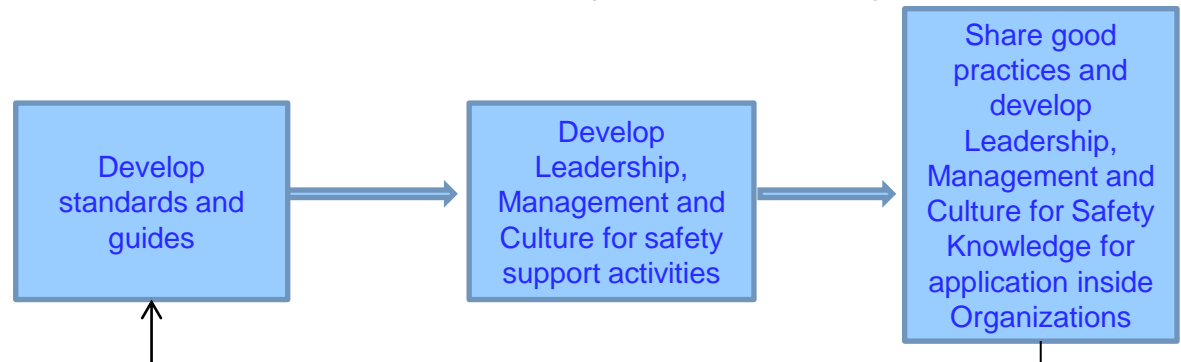 Develop
standards and
guides
Develop
Leadership,
Management and
Culture for safety
support activities
Share good
practices and
develop
Leadership,
Management and
Culture for Safety
Knowledge for
application inside
Organizations